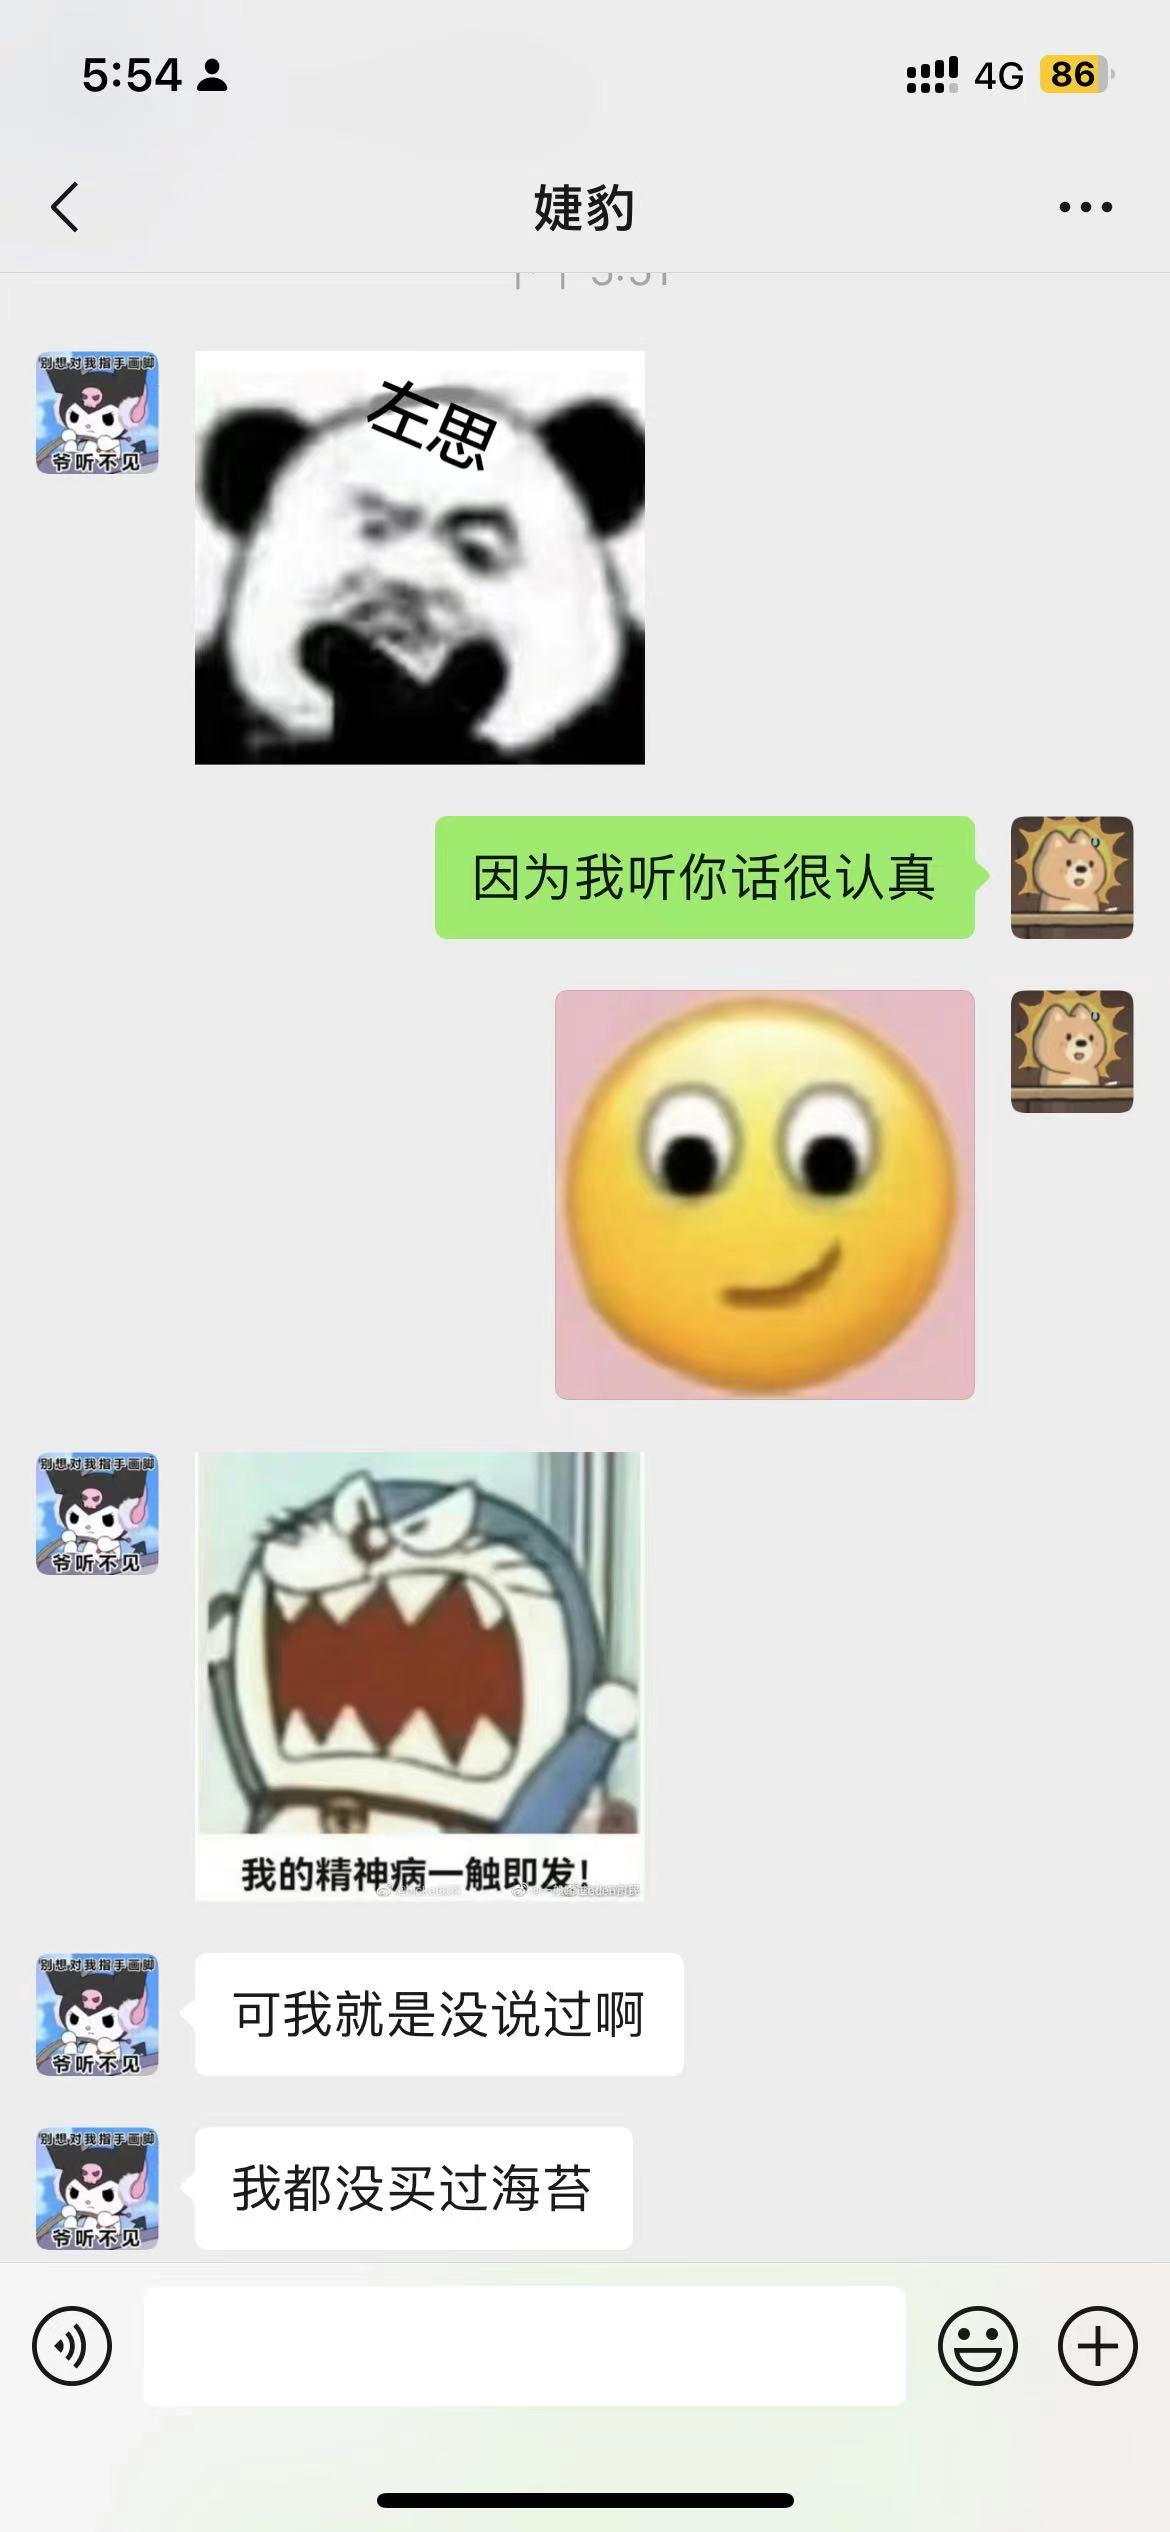 5:54
4G
86
婕豹
别想对我指手画脚
爷听不见
左思
因为我听你话很认真
别想对我指手画脚
爷听不见
我的精神病一触即发!
别想对我指手画脚
爷听不见
可我就是没说过啊
别想对我指手画脚
爷听不见
我都没买过海苔